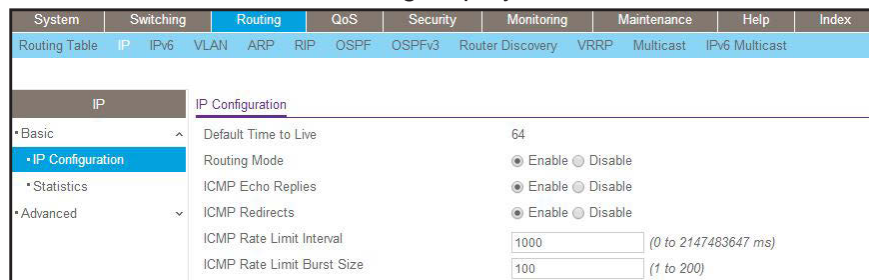 System Switching Routing QoS Security Monitoring Maintenance Help Index
Routing Table IP IPv6 VLAN ARP RIP OSPF OSPFv3 Router Discovery VRRP Multicast IPv6 Multicast
IP
IP Configuration
Basic
Default Time to Live 64
IP Configuration
Routing Mode Enable Disable
Statistics
ICMP Echo Replies Enable Disable
Advanced
ICMP Redirects Enable Disable
ICMP Rate Limit Interval 1000 (0 to 2147483647 ms)
ICMP Rate Limit Burst Size 100 (1 to 200)